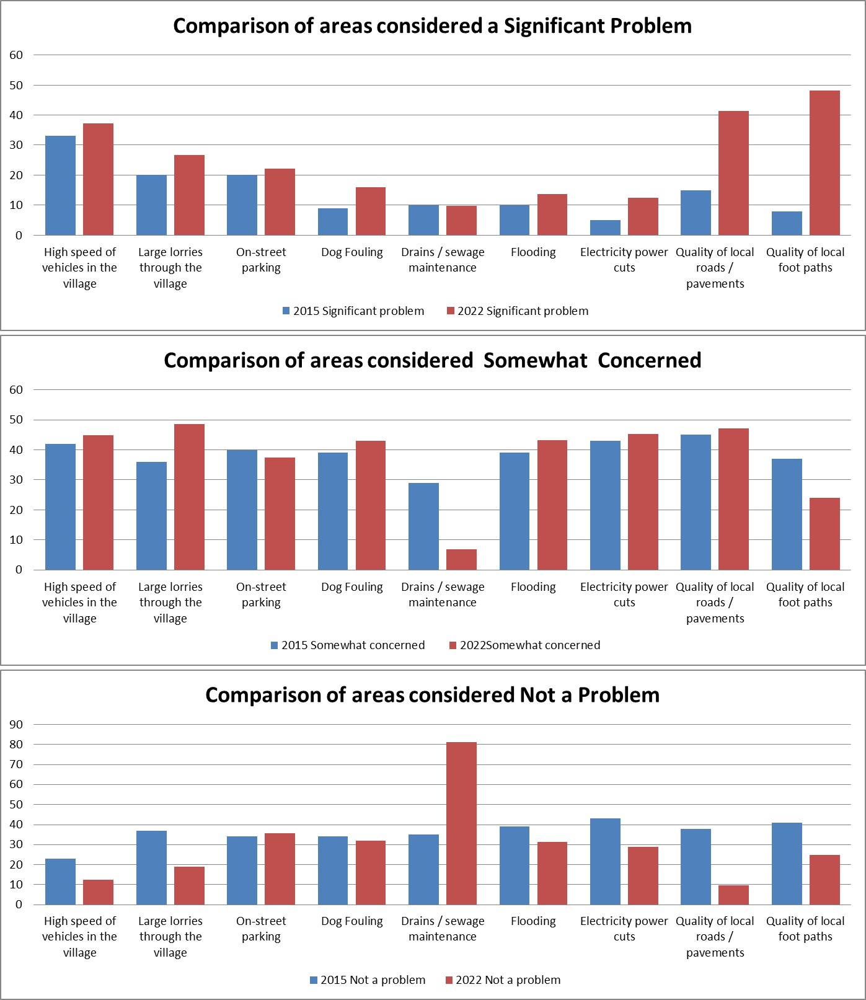 Comparison of areas considered a Significant Problem
60
50
40
30
20
10
0
High speed of vehicles in the village
Large lorries through the village
On-street parking
Dog Fouling
Drains / sewage maintenance
Flooding
Electricity power cuts
Quality of local roads / pavements
Quality of local foot paths
2015 Significant problem
2022 Significant problem
Comparison of areas considered  Somewhat  Concerned
60
50
40
30
20
10
0
High speed of vehicles in the village
Large lorries through the village
On-street parking
Dog Fouling
Drains / sewage maintenance
Flooding
Electricity power cuts
Quality of local roads / pavements
Quality of local foot paths
2015 Somewhat concerned
2022Somewhat concerned
Comparison of areas considered Not a Problem
90
80
70
60
50
40
30
20
10
0
High speed of vehicles in the village
Large lorries through the village
On-street parking
Dog Fouling
Drains / sewage maintenance
Flooding
Electricity power cuts
Quality of local roads / pavements
Quality of local foot paths
2015 Not a problem
2022 Not a problem